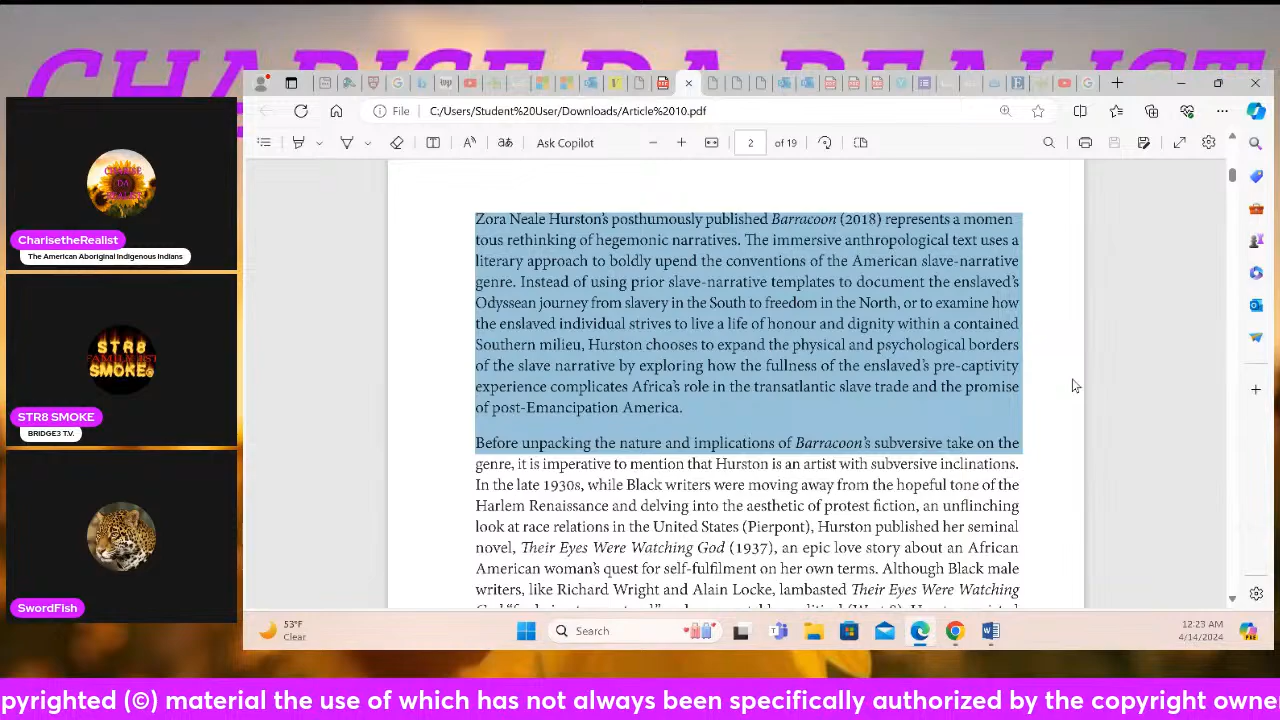 CHARISE DA REALIST
File C:/Users/Student%20User/Downloads/Article%2010.pdf
Ask Copilot 2 of 19
CHARISE
DA
REALIST
CharisetheRealist
The American Aboriginal Indigenous Indians
STR8
FAMILY 1ST
SMOKE
STR8 SMOKE
BRIDGE3 T.V.
SwordFish
Zora Neale Hurston's posthumously published Barracoon (2018) represents a momen
tous rethinking of hegemonic narratives. The immersive anthropological text uses a
literary approach to boldly upend the conventions of the American slave-narrative
genre. Instead of using prior slave-narrative templates to document the enslaved's
Odyssean journey from slavery in the South to freedom in the North, or to examine how
the enslaved individual strives to live a life of honour and dignity within a contained
Southern milieu, Hurston chooses to expand the physical and psychological borders
of the slave narrative by exploring how the fullness of the enslaved's pre-captivity
experience complicates Africa's role in the transatlantic slave trade and the promise
of post-Emancipation America.
Before unpacking the nature and implications of Barracoon's subversive take on the
genre, it is imperative to mention that Hurston is an artist with subversive inclinations.
In the late 1930s, while Black writers were moving away from the hopeful tone of the
Harlem Renaissance and delving into the aesthetic of protest fiction, an unflinching
look at race relations in the United States (Pierpont), Hurston published her seminal
novel, Their Eyes Were Watching God (1937), an epic love story about an African
American woman's quest for self-fulfilment on her own terms. Although Black male
writers, like Richard Wright and Alain Locke, lambasted Their Eyes Were Watching
53°F
Clear
Search
12:23 AM
4/14/2024
pyrighted (©) material the use of which has not always been specifically authorized by the copyright owne